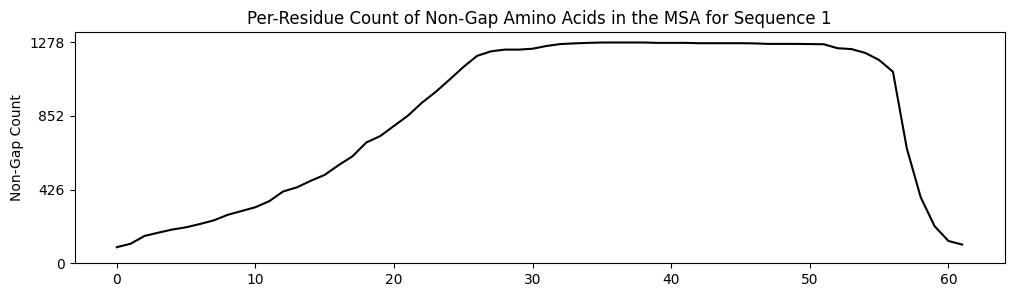 Per-Residue Count of Non-Gap Amino Acids in the MSA for Sequence 1
Non-Gap Count
1278
852
426
0
0 10 20 30 40 50 60